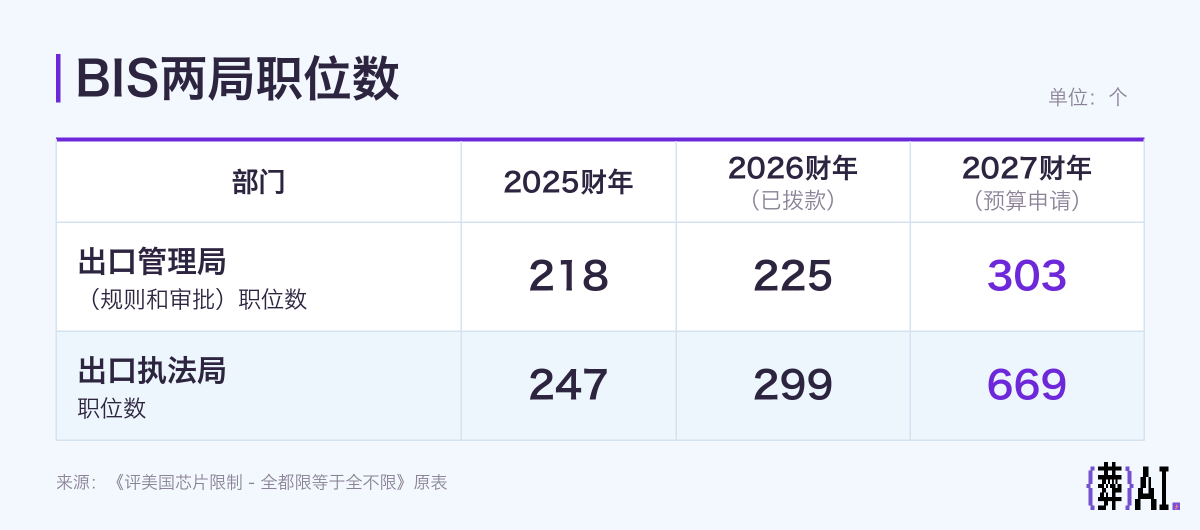 BIS两局职位数
单位：个
部门
2025财年
2026财年
（已拨款）
2027财年
（预算申请）
出口管理局
（规则和审批）职位数
218
225
303
出口执法局
职位数
247
299
669
来源：《评美国芯片限制 - 全都限等于全不限》原表
{葬}AI.